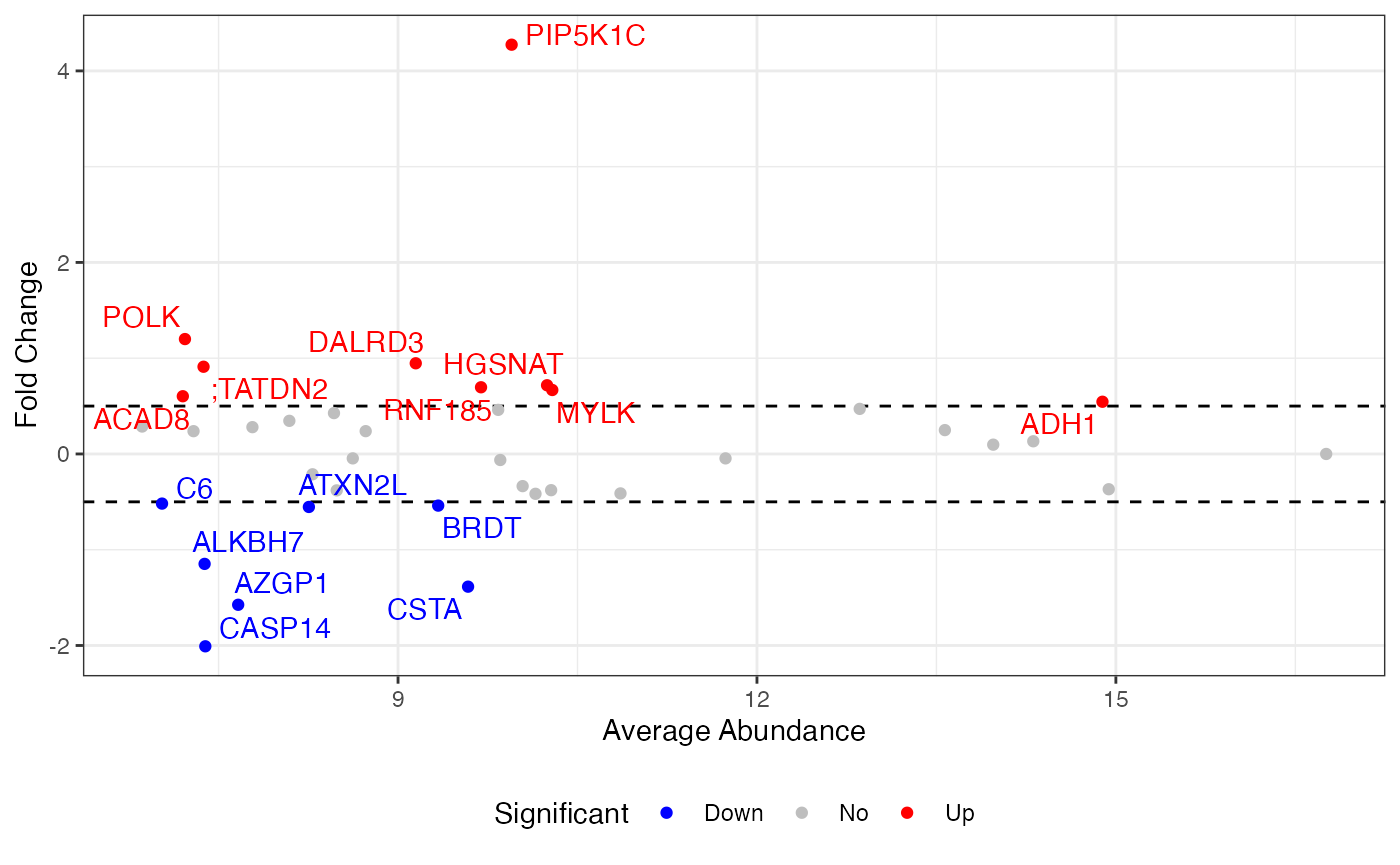 PIP5K1C
4
2
POLK
DALRD3
HGSNAT
;TATDN2
RNF185
MYLK
ACAD8
ADH1
0
C6
ATXN2L
BRDT
ALKBH7
AZGP1
CSTA
CASP14
-2
Fold Change
9
12
15
Average Abundance
Significant Down No Up